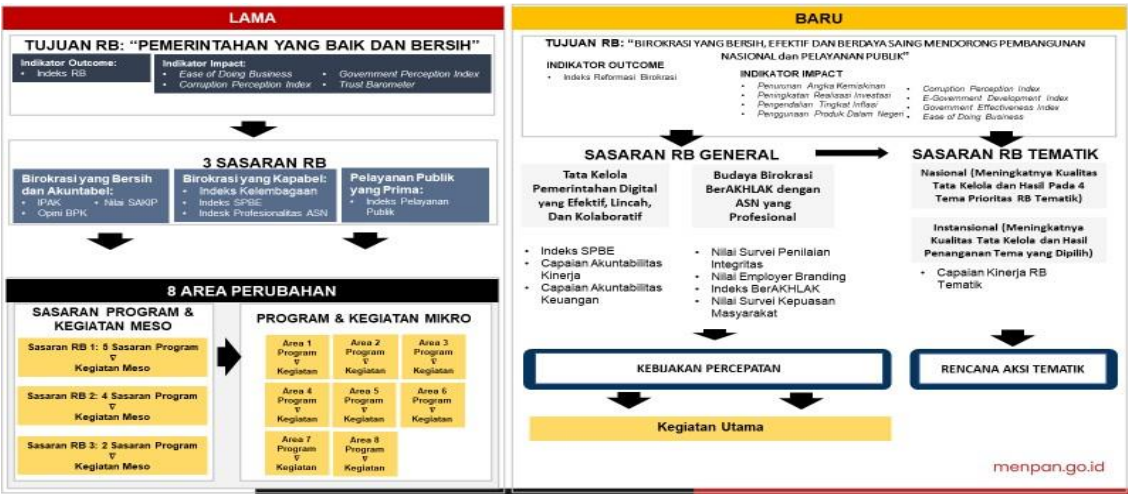 LAMA
TUJUAN RB: “PEMERINTAHAN YANG BAIK DAN BERSIH”
Indikator Outcome:
• Indeks RB
Indikator Impact:
• Ease of Doing Business
• Corruption Perception Index
• Government Perception Index
• Trust Barometer
3 SASARAN RB
Birokrasi yang Bersih
dan Akuntabel:
• IPAK
• Nilai SAKIP
• Opini BPK
Birokrasi yang Kapabel:
• Indeks Kelembagaan
• Indeks SPBE
• Indesk Profesionalitas ASN
Pelayanan Publik
yang Prima:
• Indeks Pelayanan
Publik
8 AREA PERUBAHAN
SASARAN PROGRAM &
KEGIATAN MESO
Sasaran RB 1: 5 Sasaran Program
∇
Kegiatan Meso
Sasaran RB 2: 4 Sasaran Program
∇
Kegiatan Meso
Sasaran RB 3: 2 Sasaran Program
∇
Kegiatan Meso
PROGRAM & KEGIATAN MIKRO
Area 1
Program
∇
Kegiatan
Area 2
Program
∇
Kegiatan
Area 3
Program
∇
Kegiatan
Area 4
Program
∇
Kegiatan
Area 5
Program
∇
Kegiatan
Area 6
Program
∇
Kegiatan
Area 7
Program
∇
Kegiatan
Area 8
Program
∇
Kegiatan
BARU
TUJUAN RB: “BIROKRASI YANG BERSIH, EFEKTIF DAN BERDAYA SAING MENDORONG PEMBANGUNAN
NASIONAL dan PELAYANAN PUBLIK”
INDIKATOR OUTCOME
• Indeks Reformasi Birokrasi
INDIKATOR IMPACT
• Penurunan Angka Kemiskinan
• Peningkatan Realisasi Investasi
• Pengendalian Tingkat Inflasi
• Penggunaan Produk Dalam Negeri
• Corruption Perception Index
• E-Government Development Index
• Government Effectiveness Index
• Ease of Doing Business
SASARAN RB GENERAL
Tata Kelola
Pemerintahan Digital
yang Efektif, Lincah,
Dan Kolaboratif
• Indeks SPBE
• Capaian Akuntabilitas
Kinerja
• Capaian Akuntabilitas
Keuangan
Budaya Birokrasi
BerAKHLAK dengan
ASN yang
Profesional
• Nilai Survei Penilaian
Integritas
• Nilai Employer Branding
• Indeks BerAKHLAK
• Nilai Survei Kepuasan
Masyarakat
SASARAN RB TEMATIK
Nasional (Meningkatnya Kualitas
Tata Kelola dan Hasil Pada 4
Tema Prioritas RB Tematik)
Instansional (Meningkatnya
Kualitas Tata Kelola dan Hasil
Penanganan Tema yang Dipilih)
• Capaian Kinerja RB
Tematik
KEBIJAKAN PERCEPATAN
RENCANA AKSI TEMATIK
Kegiatan Utama
menpan.go.id